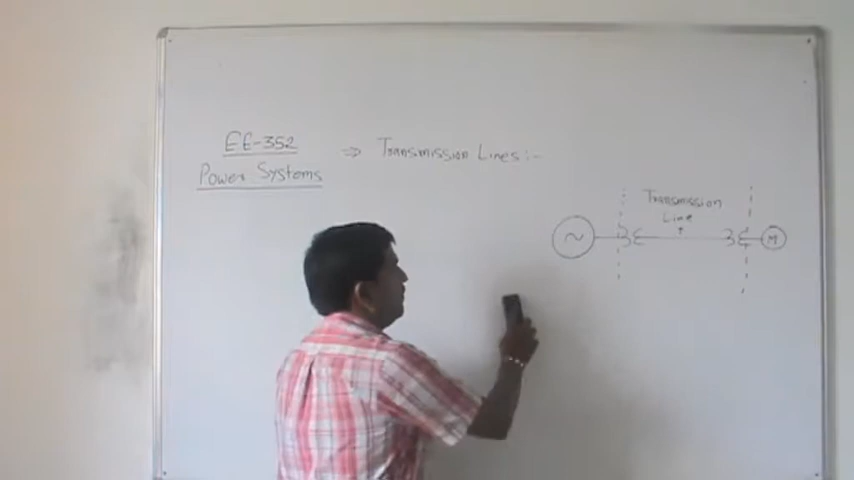 EE-352
Power Systems
⇒ Transmission Lines :-
Transmission
Line
~
M